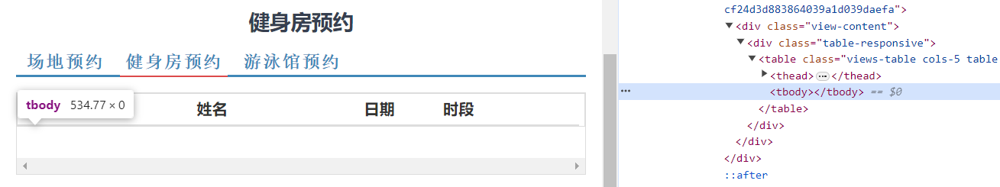 健身房预约
场地预约 健身房预约 游泳馆预约
tbody 534.77 × 0
姓名 日期 时段
cf24d3d883864039a1d039daefa">
<div class="view-content">
<div class="table-responsive">
<table class="views-table cols-5 table
<thead>…</thead>
<tbody></tbody> == $0
</table>
</div>
</div>
</div>
::after